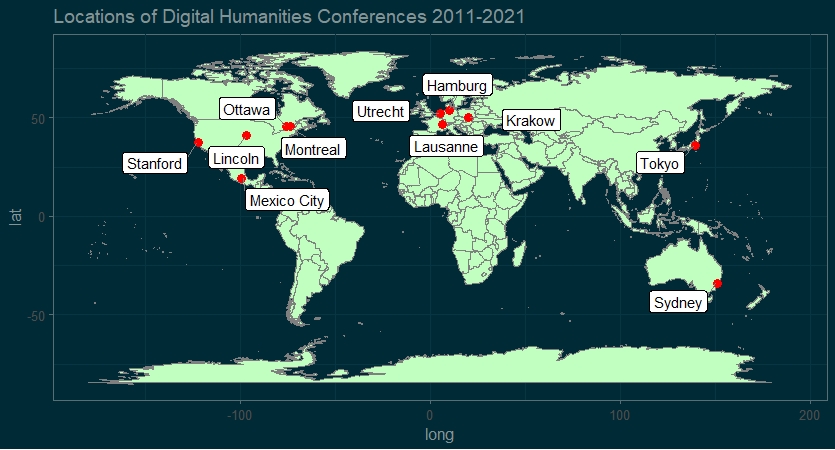 Locations of Digital Humanities Conferences 2011-2021
Hamburg
Ottawa
Utrecht
50
Krakow
Montreal
Lausanne
Lincoln
Stanford
Tokyo
Mexico City
lat
0
Sydney
-50
-100
0
100
200
long